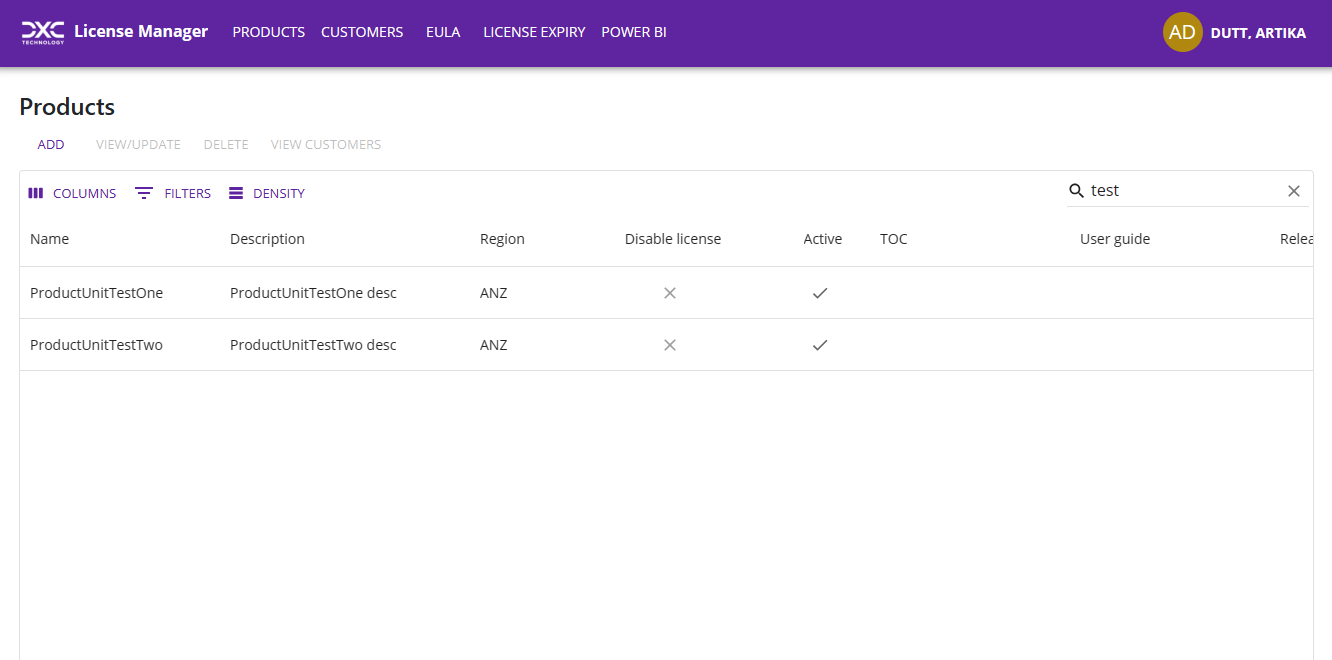 DXC TECHNOLOGY License Manager PRODUCTS CUSTOMERS EULA LICENSE EXPIRY POWER BI AD DUTT, ARTIKA
Products
ADD VIEW/UPDATE DELETE VIEW CUSTOMERS
COLUMNS FILTERS DENSITY test
Name Description Region Disable license Active TOC User guide Relea
ProductUnitTestOne ProductUnitTestOne desc ANZ
ProductUnitTestTwo ProductUnitTestTwo desc ANZ